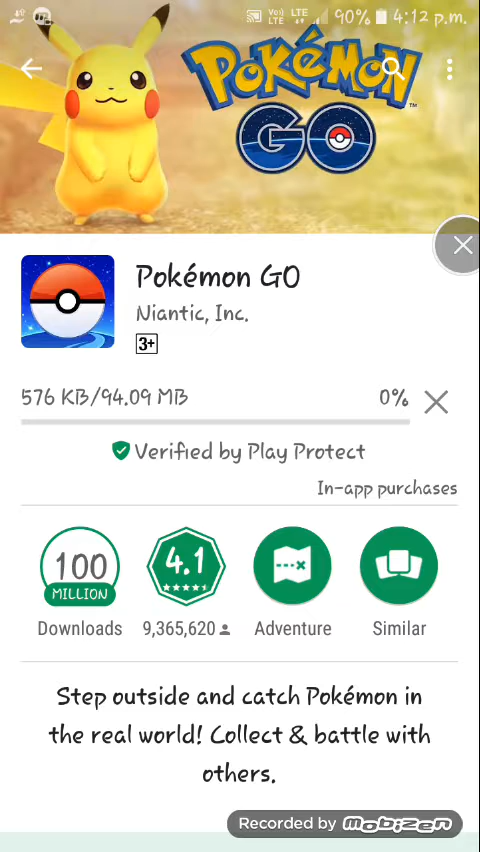 Vo)) LTE LTE 90% 4:12 p.m.
POKÉMON
TM
GO
Pokémon GO
Niantic, Inc.
3+
576 KB/94.09 MB 0%
Verified by Play Protect
In-app purchases
100 MILLION 4.1
Downloads 9,365,620 Adventure Similar
Step outside and catch Pokémon in
the real world! Collect & battle with
others.
Recorded by mobizen